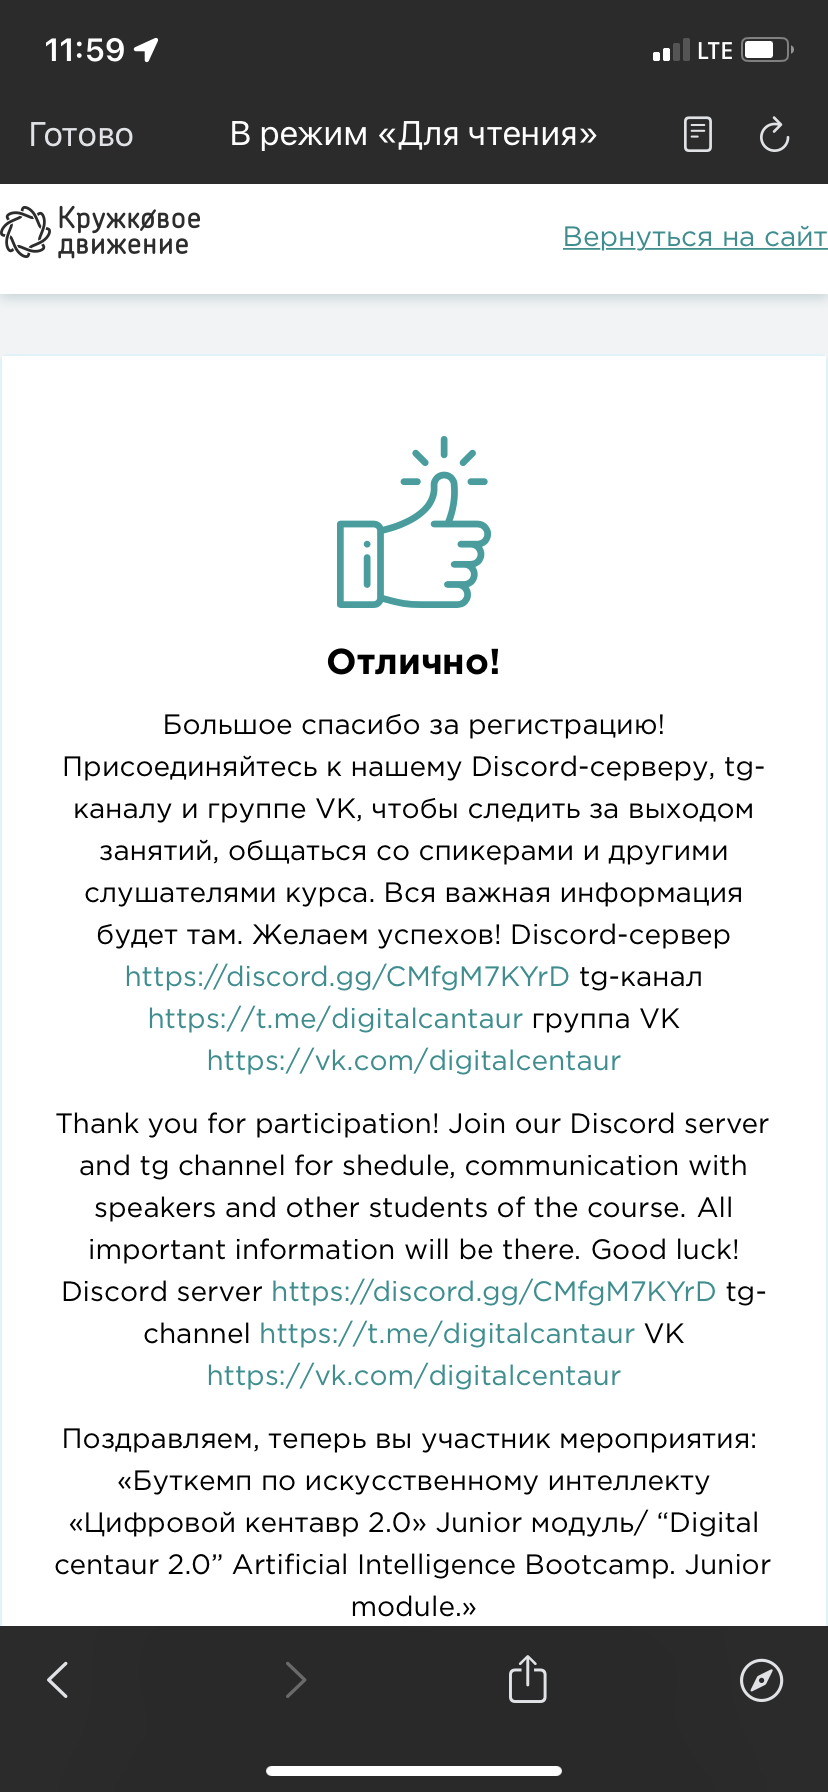 11:59
LTE
Готово
В режим «Для чтения»
Кружковое
движение
Вернуться на сайт
Отлично!
Большое спасибо за регистрацию!
Присоединяйтесь к нашему Discord-серверу, tg-
каналу и группе VK, чтобы следить за выходом
занятий, общаться со спикерами и другими
слушателями курса. Вся важная информация
будет там. Желаем успехов! Discord-сервер
https://discord.gg/CMfgM7KYrD tg-канал
https://t.me/digitalcantaur группа VK
https://vk.com/digitalcentaur
Thank you for participation! Join our Discord server
and tg channel for shedule, communication with
speakers and other students of the course. All
important information will be there. Good luck!
Discord server https://discord.gg/CMfgM7KYrD tg-
channel https://t.me/digitalcantaur VK
https://vk.com/digitalcentaur
Поздравляем, теперь вы участник мероприятия:
«Буткемп по искусственному интеллекту
«Цифровой кентавр 2.0» Junior модуль/ “Digital
centaur 2.0” Artificial Intelligence Bootcamp. Junior
module.»